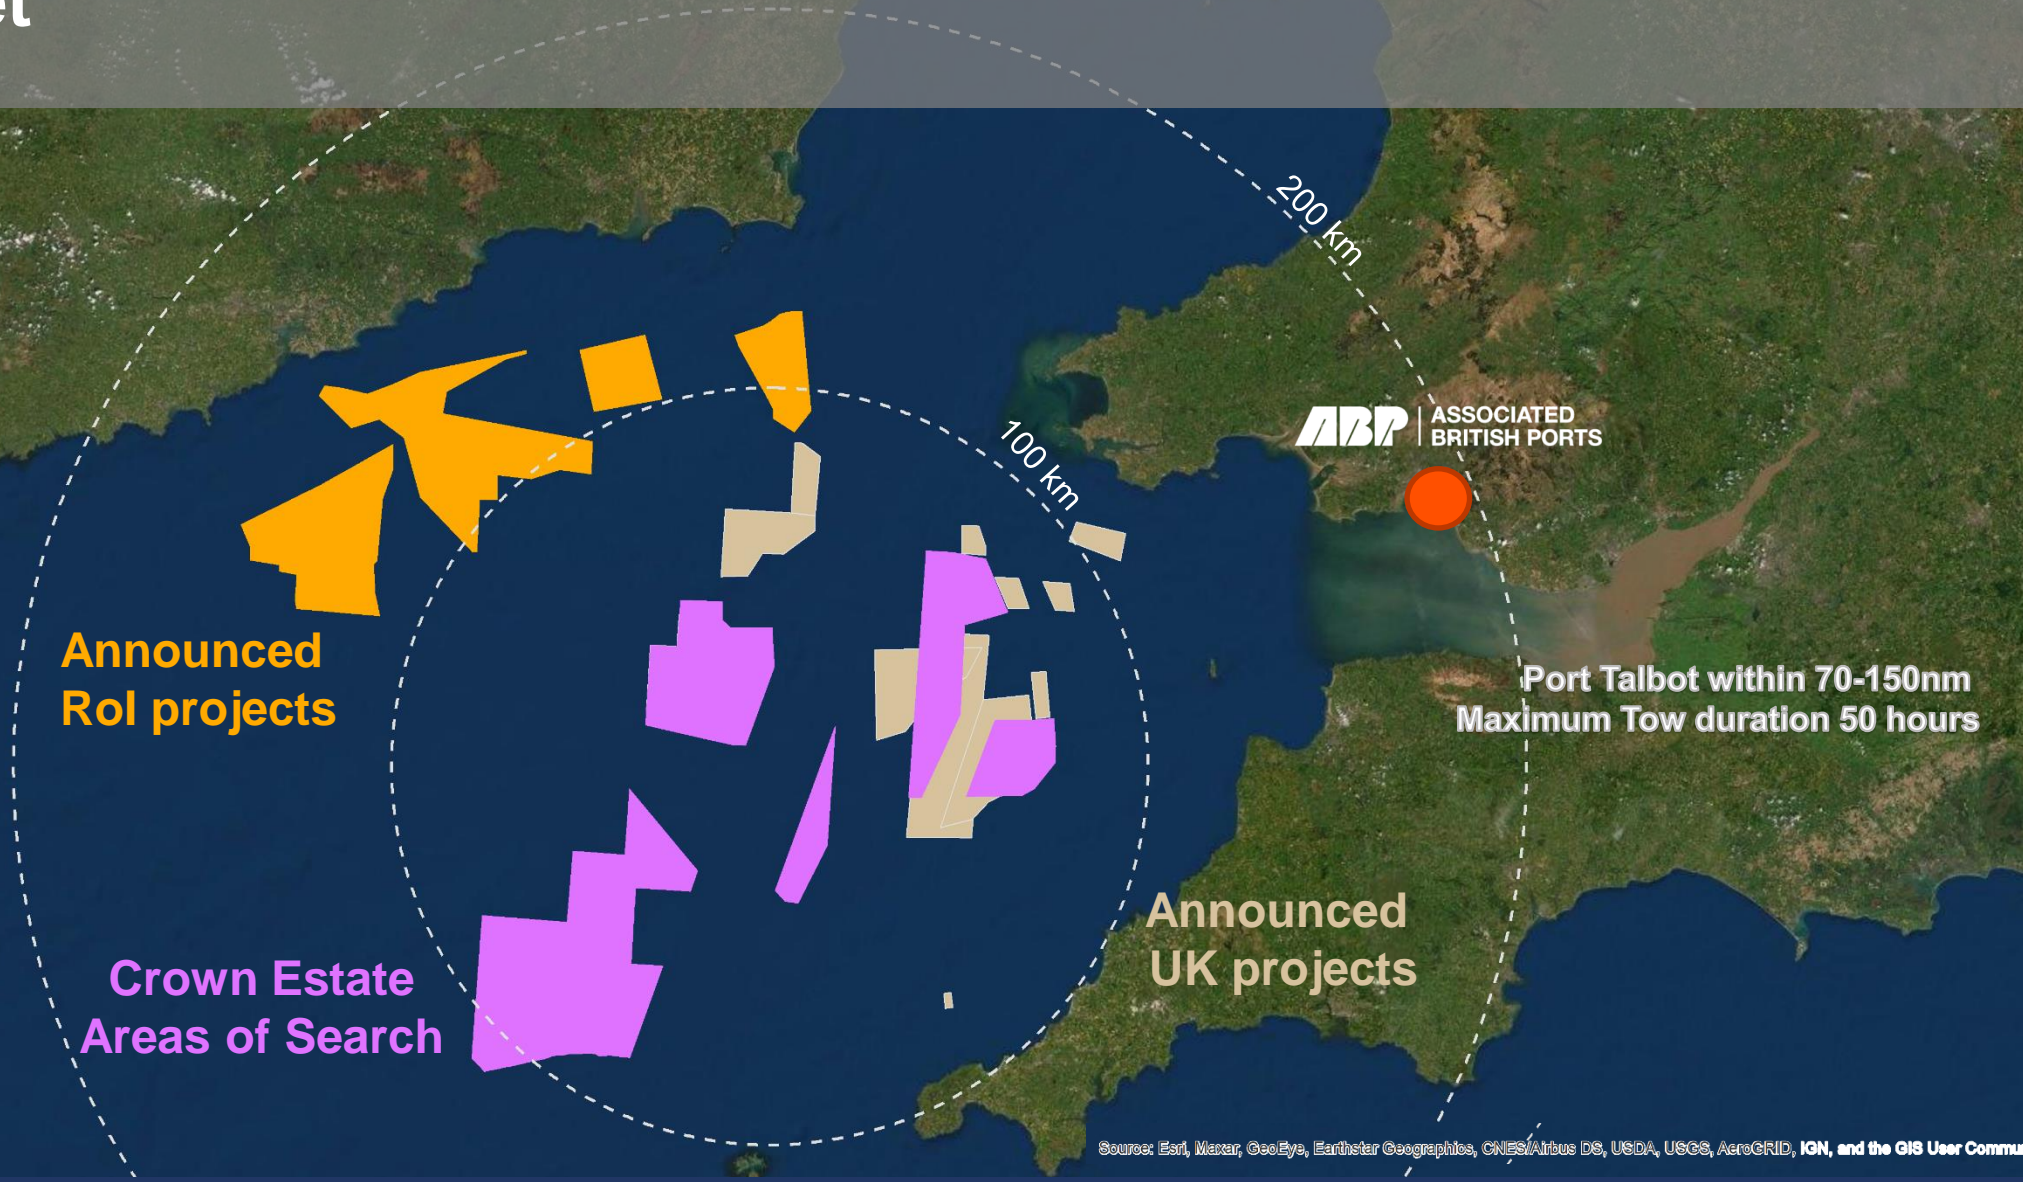 200 km
100 km
ABP
ASSOCIATED
BRITISH PORTS
Announced
RoI projects
Port Talbot within 70-150nm
Maximum Tow duration 50 hours
Announced
UK projects
Crown Estate
Areas of Search
Source: Esri, Maxar, GeoEye, Earthstar Geographics, CNES/Airbus DS, USDA, USGS, AeroGRID, IGN, and the GIS User